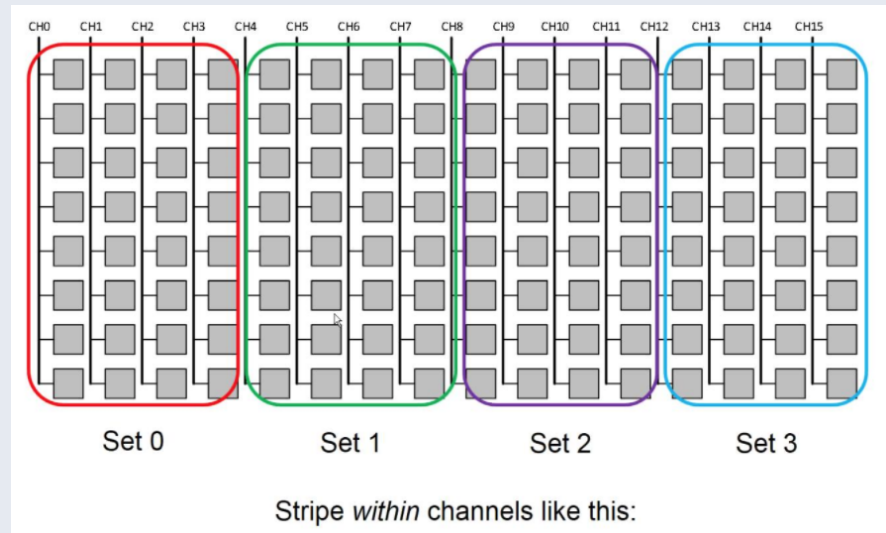 CH0 CH1 CH2 CH3 CH4 CH5 CH6 CH7 CH8 CH9 CH10 CH11 CH12 CH13 CH14 CH15
Set 0 Set 1 Set 2 Set 3
Stripe within channels like this: